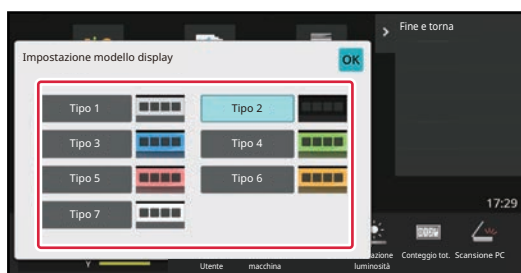 Fine e torna
Impostazione modello display
OK
Tipo 1
Tipo 2
Tipo 3
Tipo 4
Tipo 5
Tipo 6
Tipo 7
17:29
Y
Utente
macchina
luminosità
Conteggio tot.
Scansione PC